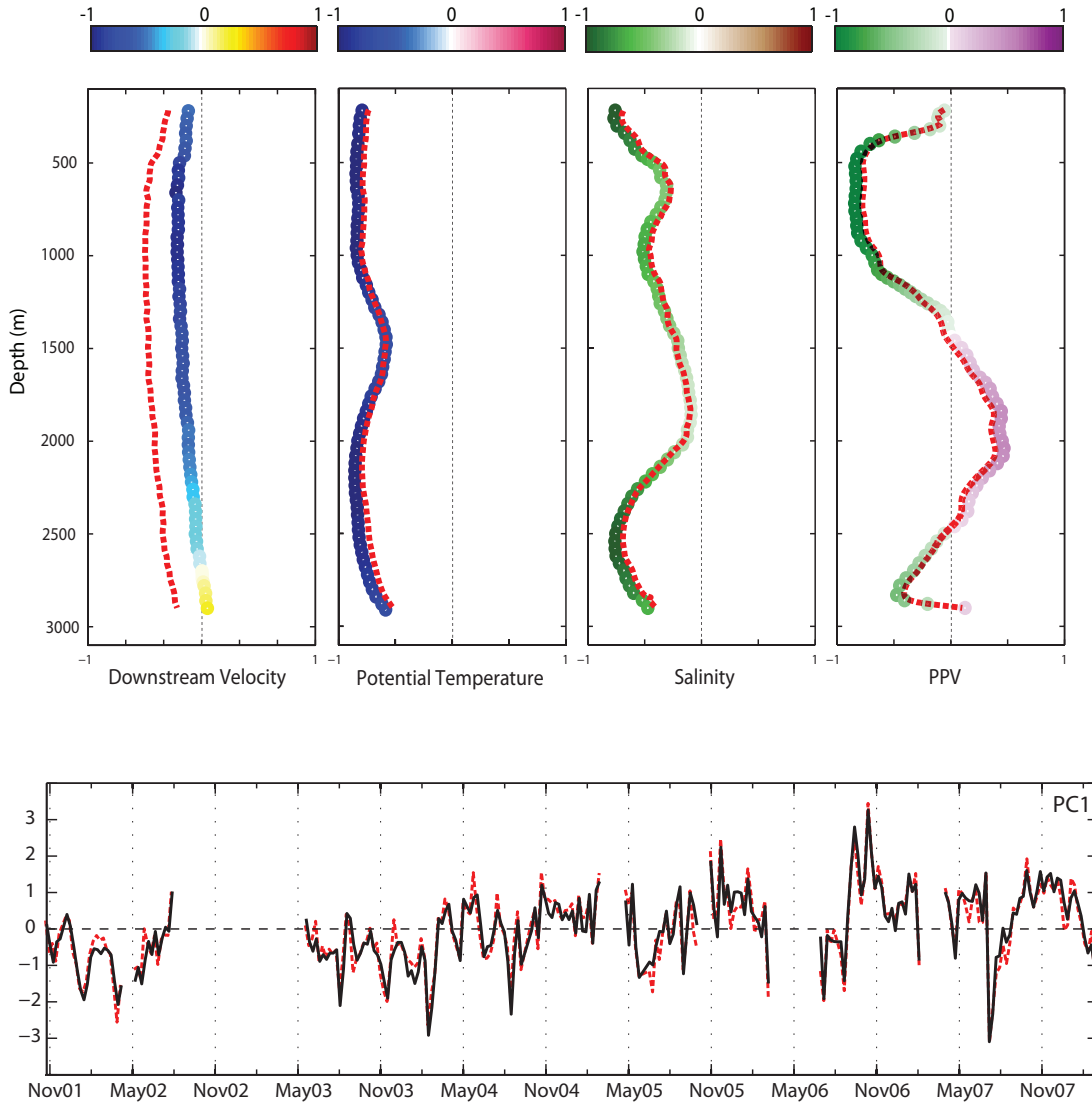 -1 0 1 -1 0 1 -1 0 1 -1 0 1
500
1000
1500
2000
2500
3000
Depth (m)
−1 1 −1 1 −1 1 −1 1
Downstream Velocity Potential Temperature Salinity PPV
PC1
3
2
1
0
−1
−2
−3
Nov01 May02 Nov02 May03 Nov03 May04 Nov04 May05 Nov05 May06 Nov06 May07 Nov07